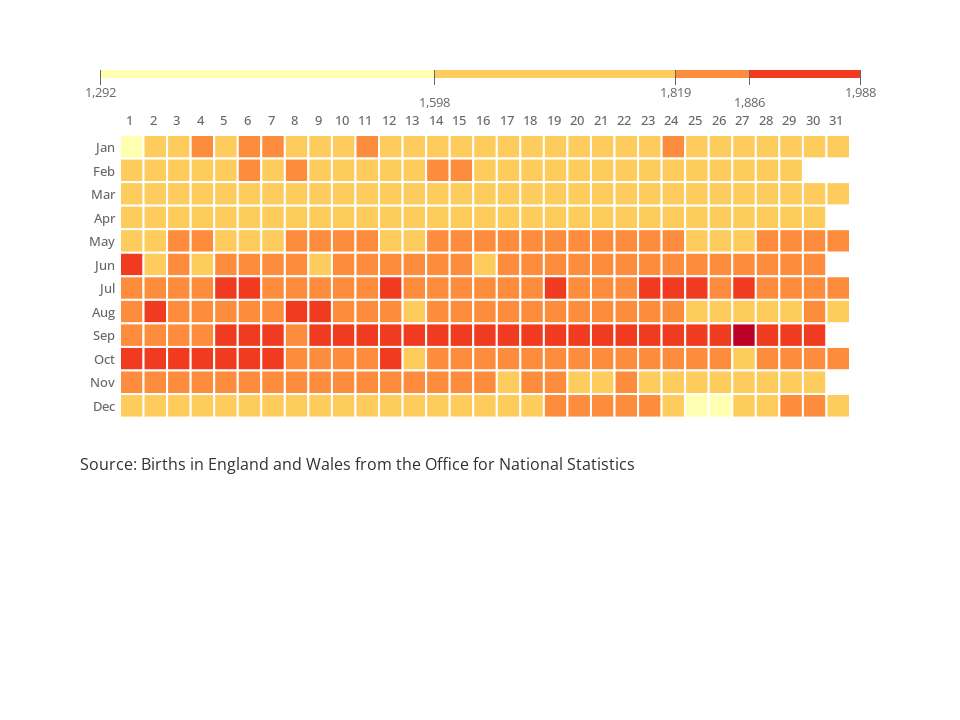 1,292 1,598 1,819 1,886 1,988
1 2 3 4 5 6 7 8 9 10 11 12 13 14 15 16 17 18 19 20 21 22 23 24 25 26 27 28 29 30 31
Jan
Feb
Mar
Apr
May
Jun
Jul
Aug
Sep
Oct
Nov
Dec
Source: Births in England and Wales from the Office for National Statistics